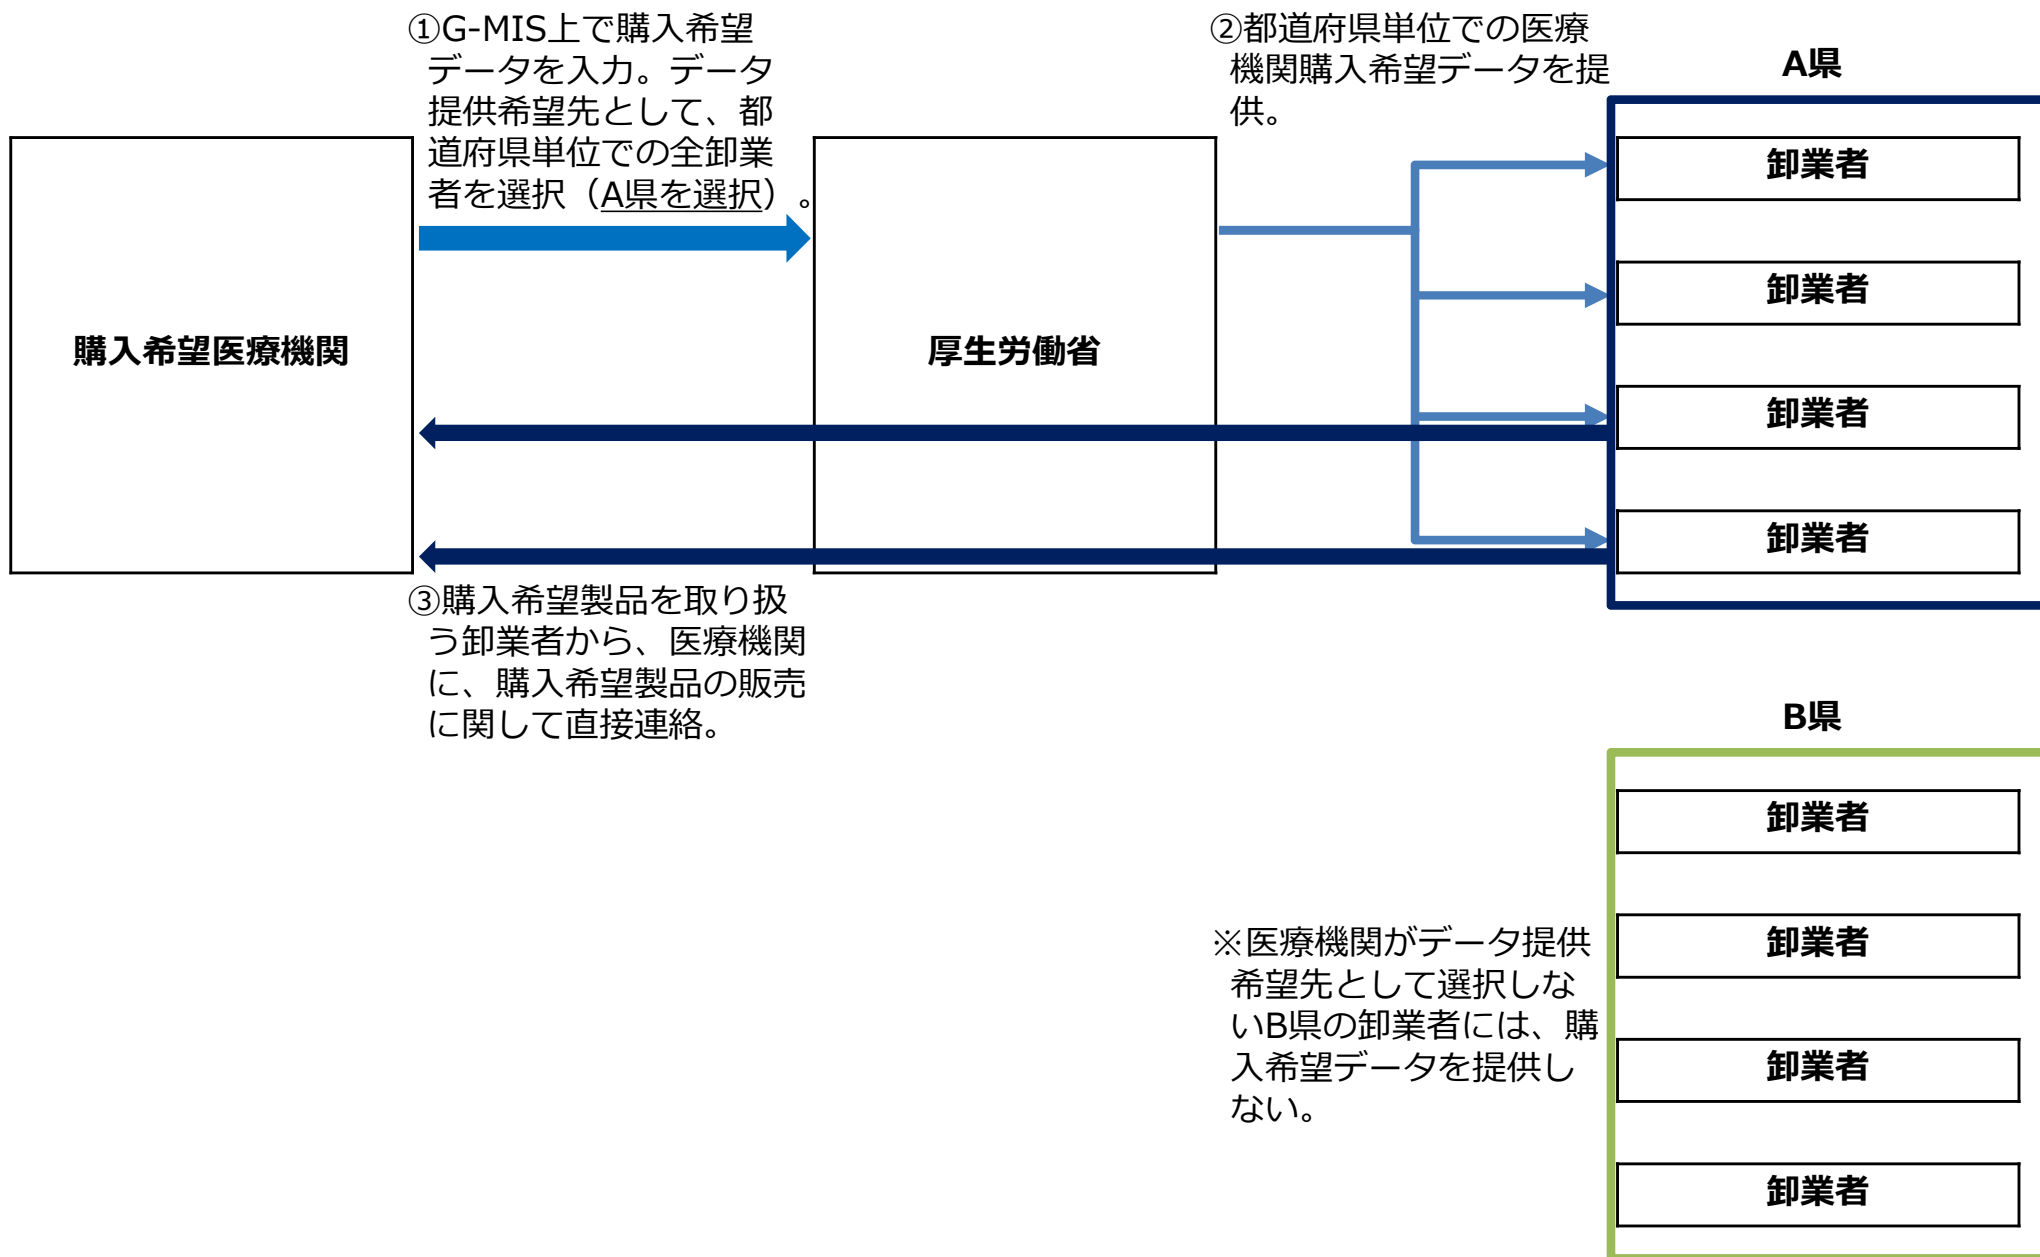 ①G-MIS上で購入希望
データを入力。データ
提供希望先として、都
道府県単位での全卸業
者を選択（A県を選択）。
②都道府県単位での医療
機関購入希望データを提
供。
A県
購入希望医療機関
厚生労働省
卸業者
卸業者
卸業者
卸業者
③購入希望製品を取り扱
う卸業者から、医療機関
に、購入希望製品の販売
に関して直接連絡。
B県
※医療機関がデータ提供
希望先として選択しな
いB県の卸業者には、購
入希望データを提供し
ない。
卸業者
卸業者
卸業者
卸業者